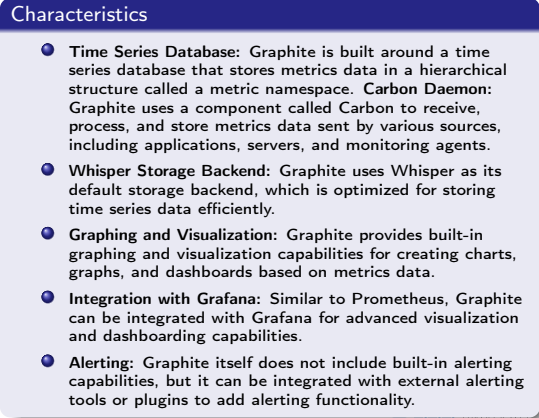 Characteristics
Time Series Database: Graphite is built around a time
series database that stores metrics data in a hierarchical
structure called a metric namespace. Carbon Daemon:
Graphite uses a component called Carbon to receive,
process, and store metrics data sent by various sources,
including applications, servers, and monitoring agents.
Whisper Storage Backend: Graphite uses Whisper as its
default storage backend, which is optimized for storing
time series data efficiently.
Graphing and Visualization: Graphite provides built-in
graphing and visualization capabilities for creating charts,
graphs, and dashboards based on metrics data.
Integration with Grafana: Similar to Prometheus, Graphite
can be integrated with Grafana for advanced visualization
and dashboarding capabilities.
Alerting: Graphite itself does not include built-in alerting
capabilities, but it can be integrated with external alerting
tools or plugins to add alerting functionality.